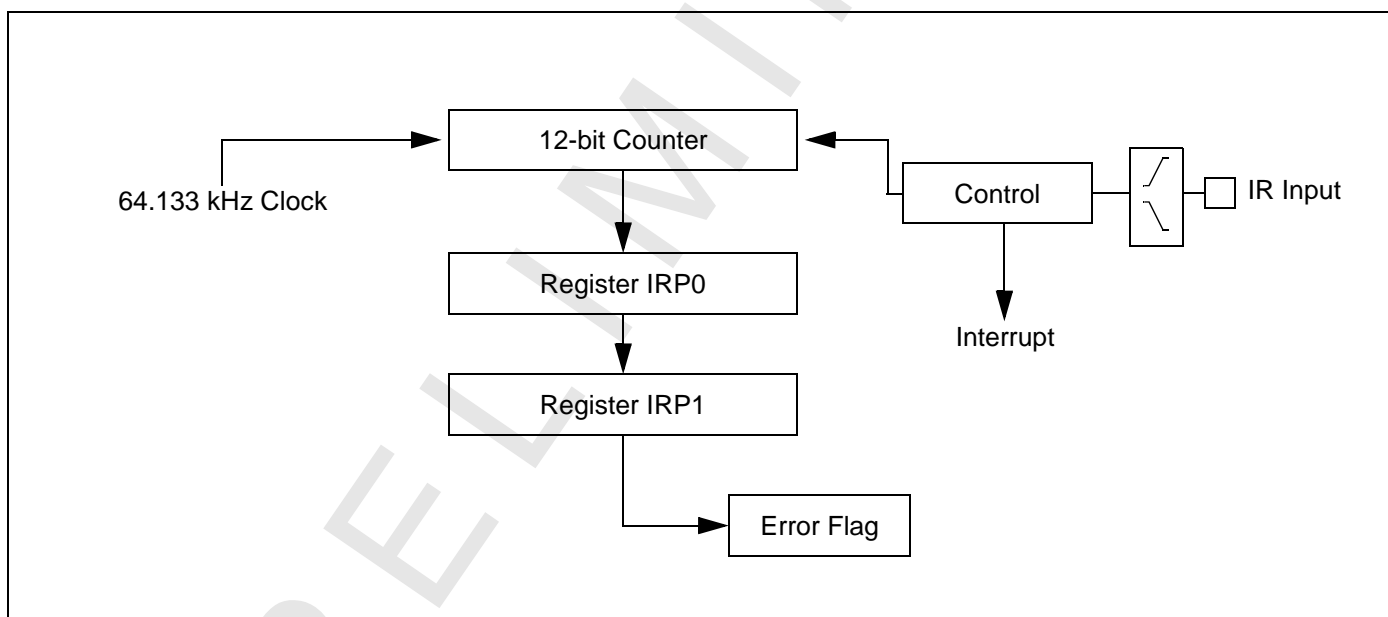 12-bit Counter
64.133 kHz Clock
Control
IR Input
Register IRP0
Interrupt
Register IRP1
Error Flag